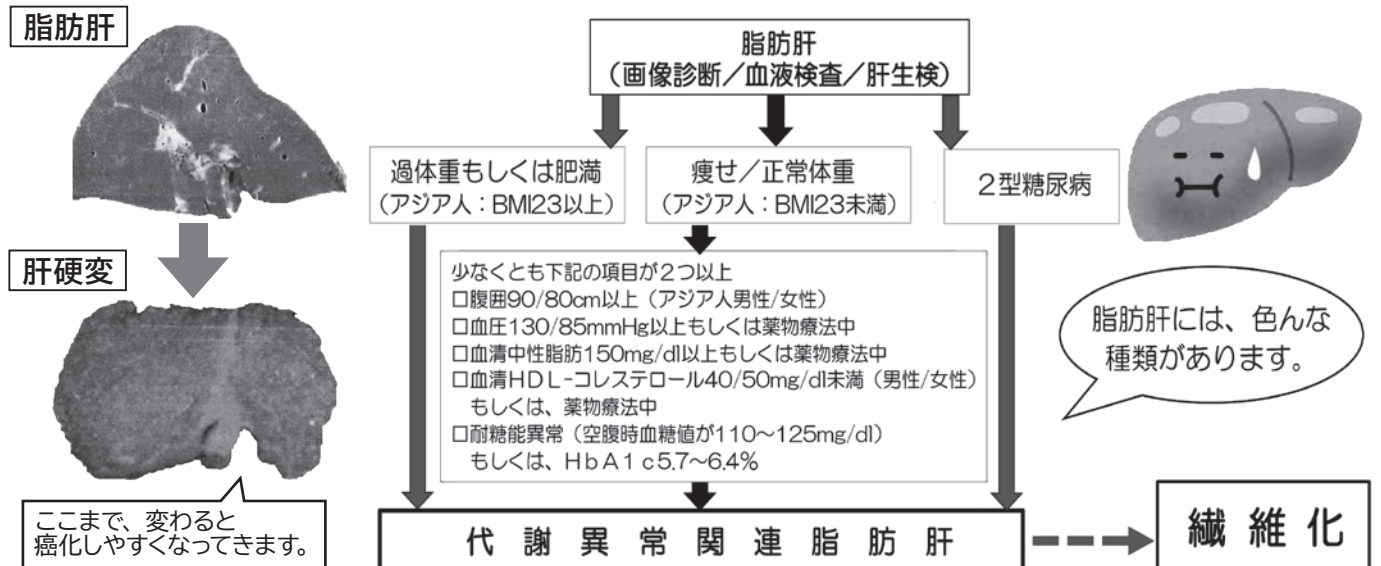 脂肪肝
肝硬変
ここまで、変わると
癌化しやすくなってきます。
脂肪肝
（画像診断／血液検査／肝生検）
過体重もしくは肥満
（アジア人：BMI23以上）
痩せ／正常体重
（アジア人：BMI23未満）
２型糖尿病
少なくとも下記の項目が２つ以上
□腹囲90/80cm以上（アジア人男性/女性）
□血圧130/85mmHg以上もしくは薬物療法中
□血清中性脂肪150mg/dl以上もしくは薬物療法中
□血清ＨＤＬ-コレステロール40/50mg/dl未満（男性/女性）
もしくは、薬物療法中
□耐糖能異常（空腹時血糖値が110～125mg/dl）
もしくは、ＨｂＡ１ｃ5.7～6.4%
代謝異常関連脂肪肝
繊維化
脂肪肝には、色んな
種類があります。